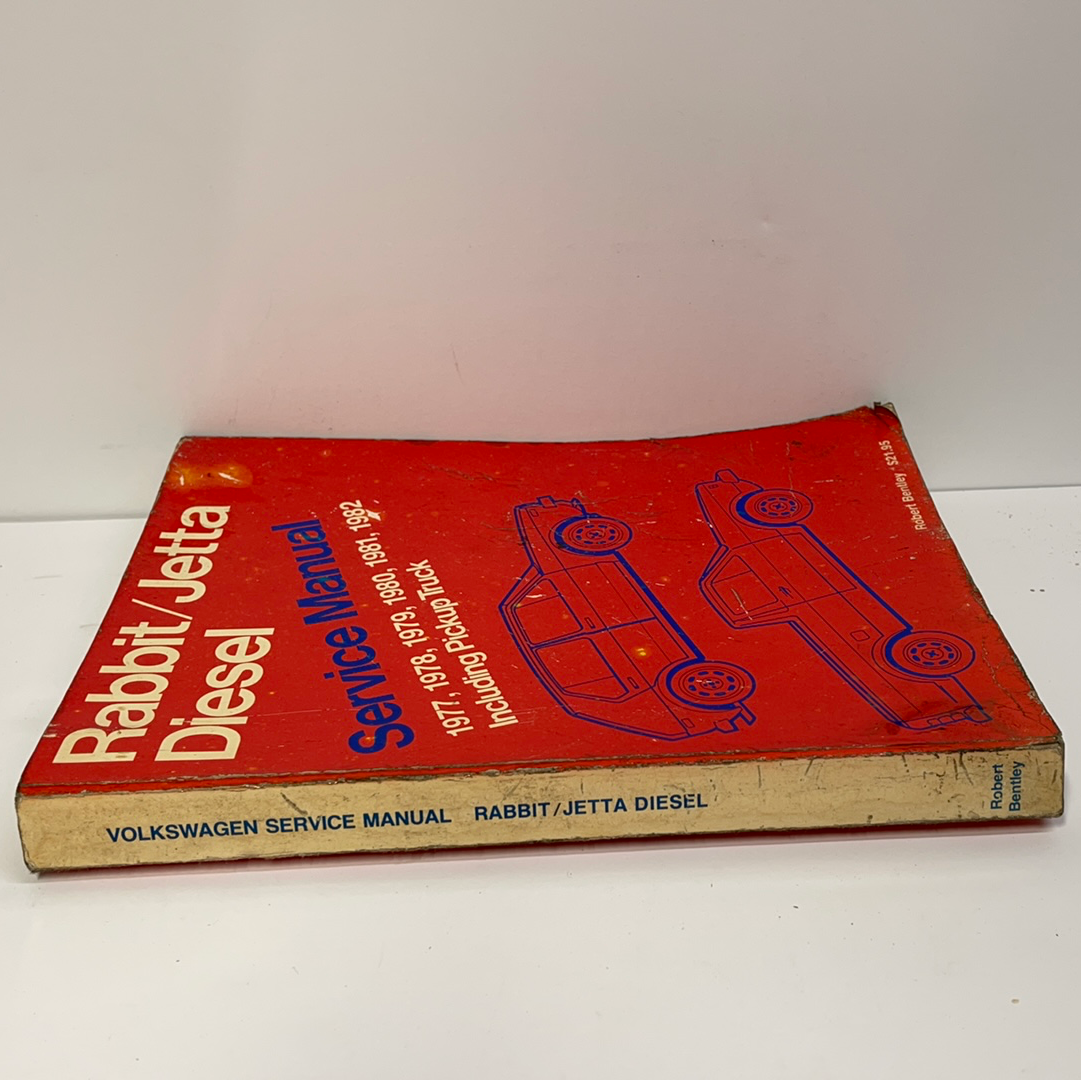 Rabbit/Jetta
Diesel
Service Manual
1977, 1978, 1979, 1980, 1981, 1982
Including Pickup Truck
Robert Bentley · $21.95
VOLKSWAGEN SERVICE MANUAL RABBIT/JETTA DIESEL
Robert
Bentley